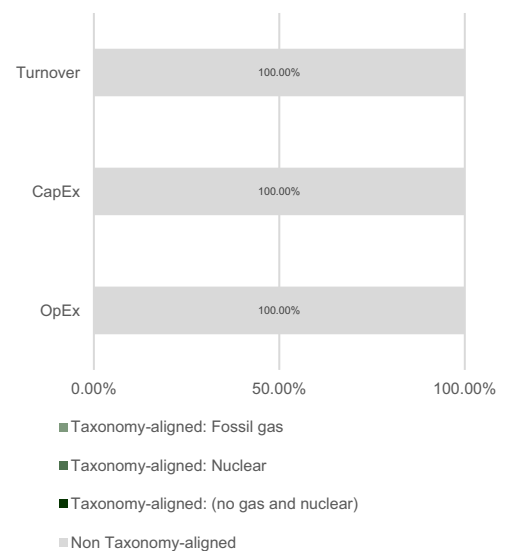 Turnover
100.00%
CapEx
100.00%
OpEx
100.00%
0.00% 50.00% 100.00%
Taxonomy-aligned: Fossil gas
Taxonomy-aligned: Nuclear
Taxonomy-aligned: (no gas and nuclear)
Non Taxonomy-aligned